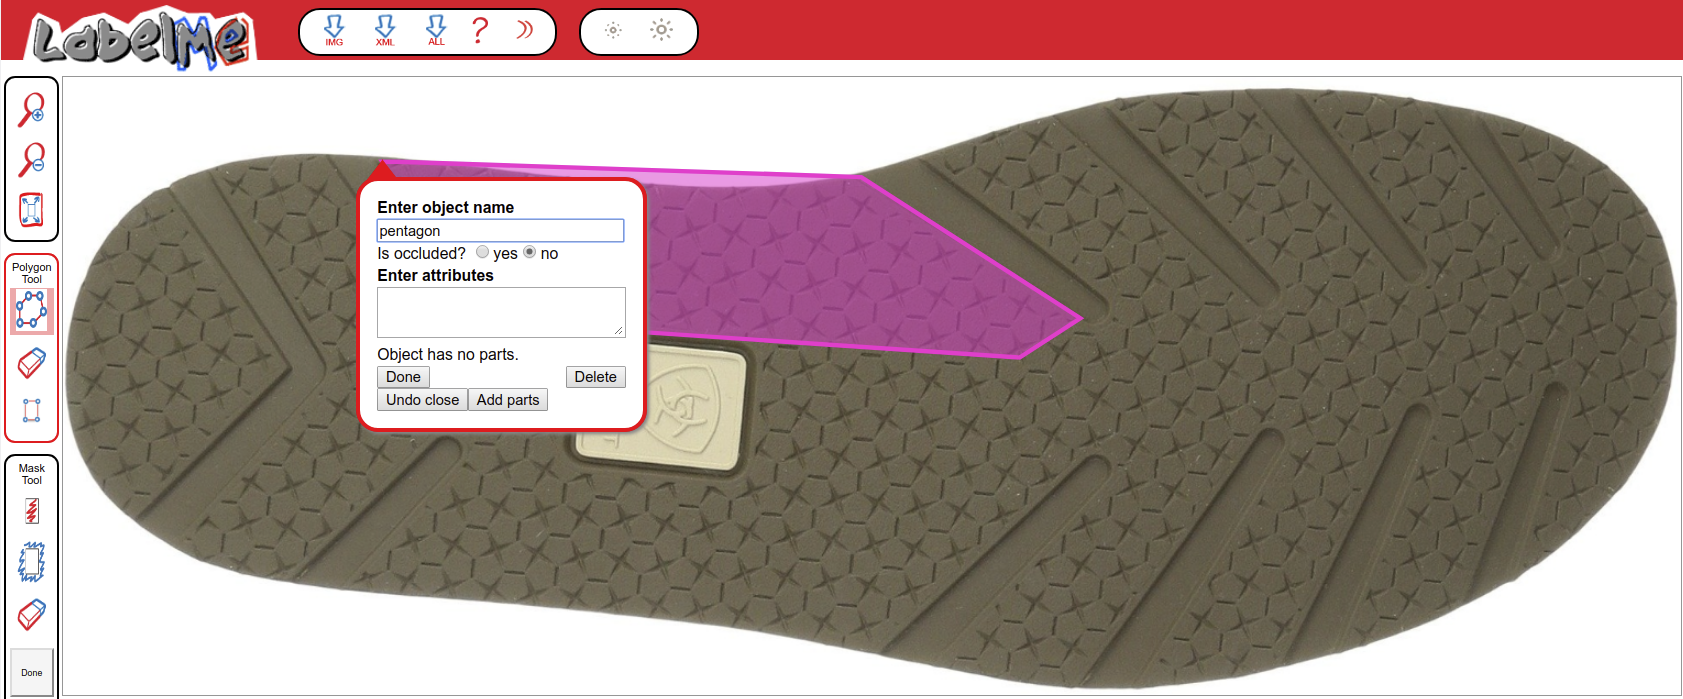 LabelMe
IMG
XML
ALL
?
Polygon
Tool
Mask
Tool
Done
Enter object name
pentagon
Is occluded? yes no
Enter attributes
Object has no parts.
Done Delete
Undo close Add parts